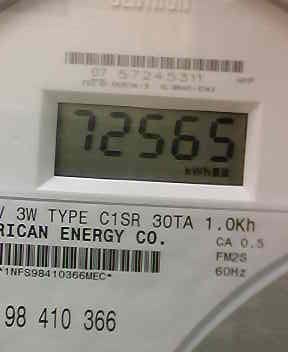 07 57245311
72565
kWh
V 3W TYPE C1SR 30TA 1.0Kh
RICAN ENERGY CO.
CA 0.5
FM2S
*1NFS98410366MEC*
60Hz
98 410 366